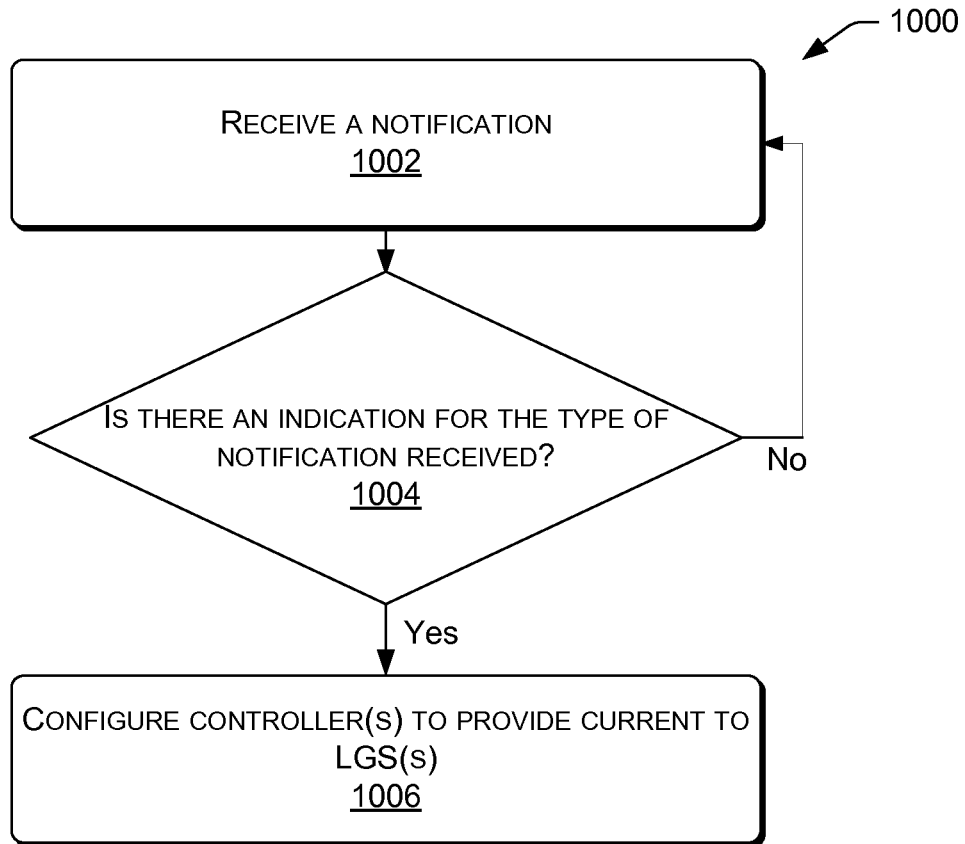 1000
RECEIVE A NOTIFICATION
1002
IS THERE AN INDICATION FOR THE TYPE OF
NOTIFICATION RECEIVED?
1004
No
Yes
CONFIGURE CONTROLLER(S) TO PROVIDE CURRENT TO
LGS(S)
1006